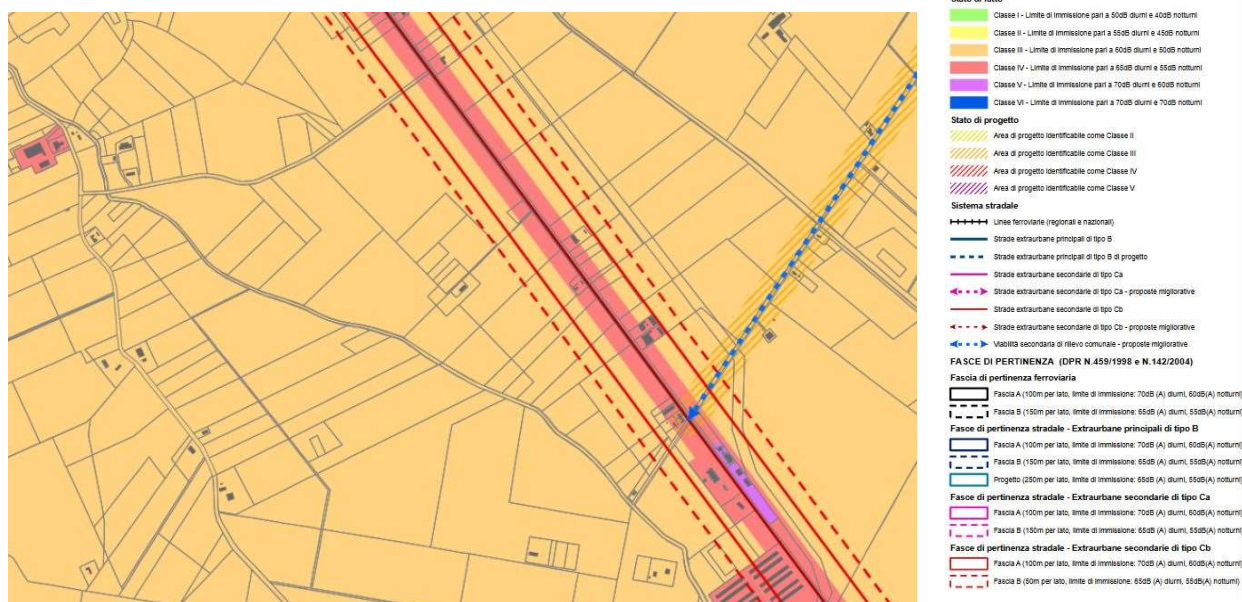 Stato di fatto
Classe I - Limite di immissione pari a 50dB diurni e 40dB notturni
Classe II - Limite di immissione pari a 55dB diurni e 45dB notturni
Classe III - Limite di immissione pari a 60dB diurni e 50dB notturni
Classe IV - Limite di immissione pari a 65dB diurni e 55dB notturni
Classe V - Limite di immissione pari a 70dB diurni e 60dB notturni
Classe VI - Limite di immissione pari a 70dB diurni e 70dB notturni
Stato di progetto
Area di progetto identificabile come Classe II
Area di progetto identificabile come Classe III
Area di progetto identificabile come Classe IV
Area di progetto identificabile come Classe V
Sistema stradale
Linee ferroviarie (regionali e nazionali)
Strade extraurbane principali di tipo B
Strade extraurbane principali di tipo B di progetto
Strade extraurbane secondarie di tipo Ca
Strade extraurbane secondarie di tipo Ca - proposte migliorative
Strade extraurbane secondarie di tipo Cb
Strade extraurbane secondarie di tipo Cb - proposte migliorative
Viabilità secondaria di rilievo comunale - proposte migliorative
FASCE DI PERTINENZA (DPR N.459/1998 e N.142/2004)
Fascia di pertinenza ferroviaria
Fascia A (100m per lato, limite di immissione: 70dB (A) diurni, 60dB(A) notturni)
Fascia B (150m per lato, limite di immissione: 65dB (A) diurni, 55dB(A) notturni)
Fasce di pertinenza stradale - Extraurbane principali di tipo B
Fascia A (100m per lato, limite di immissione: 70dB (A) diurni, 60dB(A) notturni)
Fascia B (150m per lato, limite di immissione: 65dB (A) diurni, 55dB(A) notturni)
Progetto (250m per lato, limite di immissione: 65dB (A) diurni, 55dB(A) notturni)
Fasce di pertinenza stradale - Extraurbane secondarie di tipo Ca
Fascia A (100m per lato, limite di immissione: 70dB (A) diurni, 60dB(A) notturni)
Fascia B (150m per lato, limite di immissione: 65dB (A) diurni, 55dB(A) notturni)
Fasce di pertinenza stradale - Extraurbane secondarie di tipo Cb
Fascia A (100m per lato, limite di immissione: 70dB (A) diurni, 60dB(A) notturni)
Fascia B (50m per lato, limite di immissione: 65dB (A) diurni, 55dB(A) notturni)